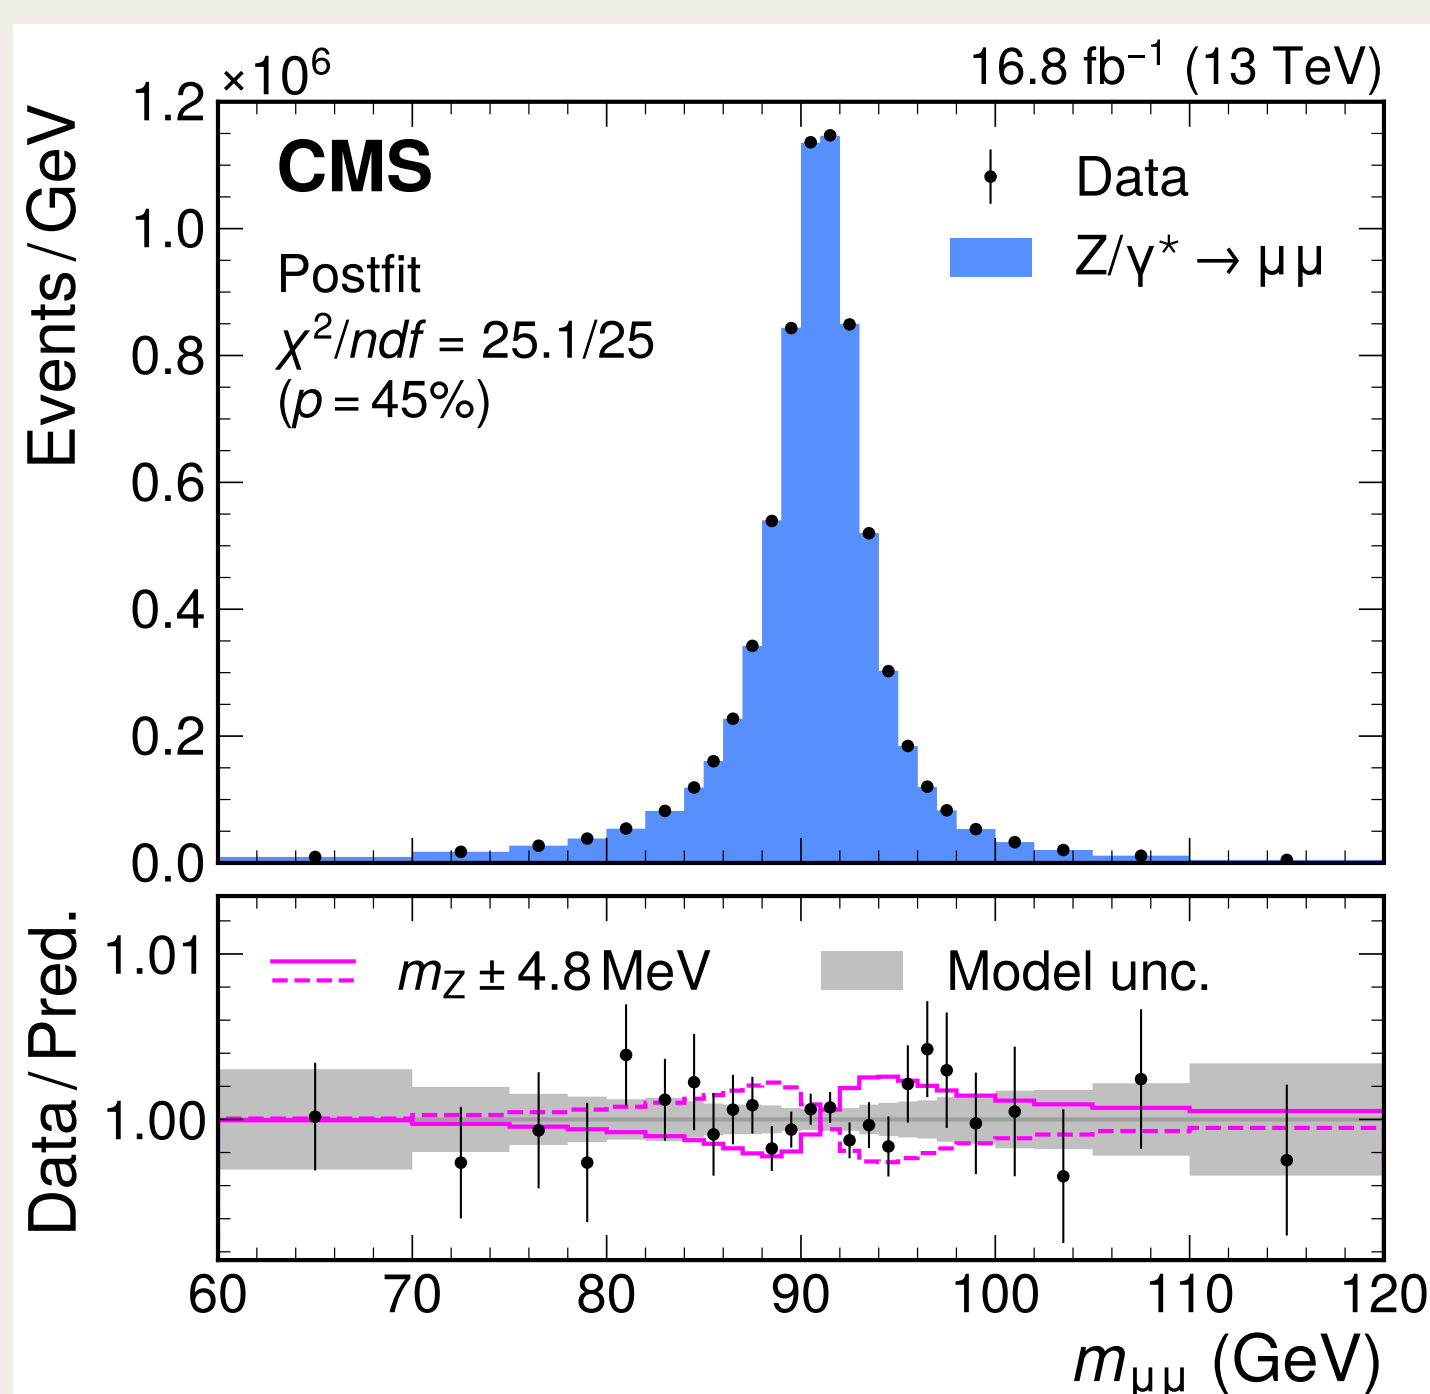 ×10⁶
16.8 fb⁻¹ (13 TeV)
Events / GeV
1.2
1.0
0.8
0.6
0.4
0.2
0.0
CMS
Postfit
χ²/ndf = 25.1/25
(p = 45%)
Data
Z/γ* → μμ
Data / Pred.
1.01
1.00
m_Z ± 4.8 MeV
Model unc.
60 70 80 90 100 110 120
m_μμ (GeV)